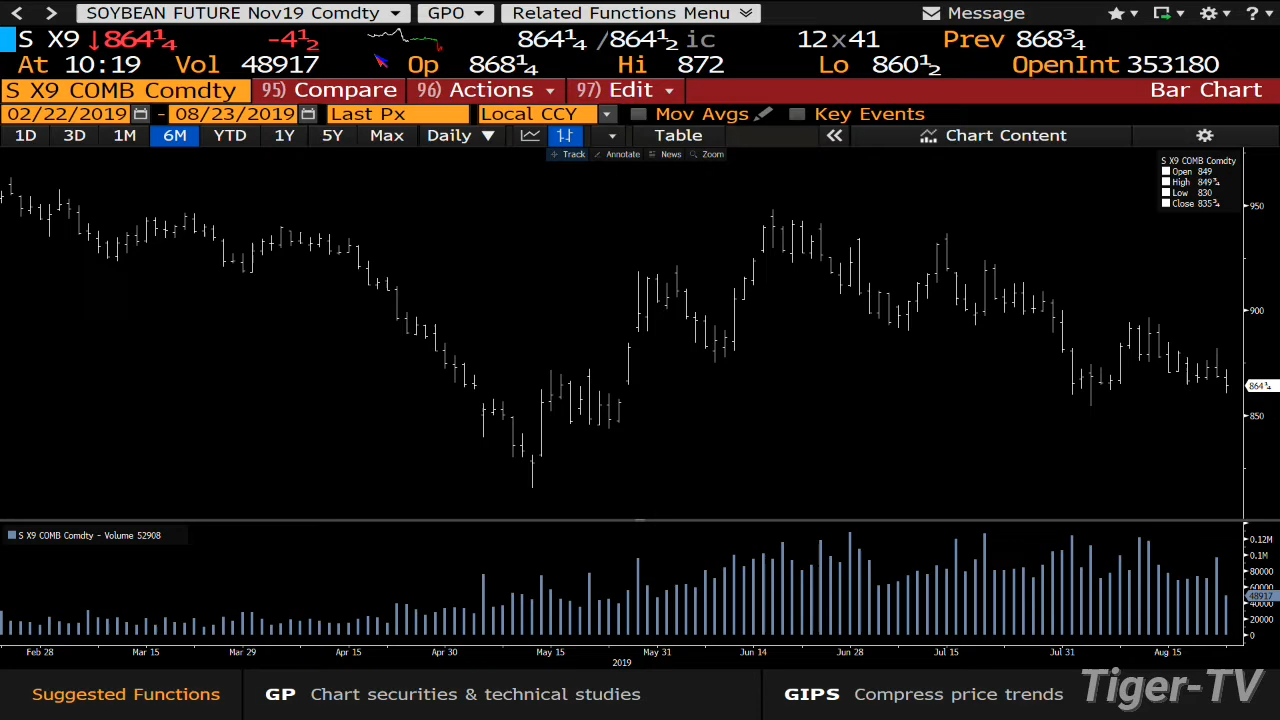 SOYBEAN FUTURE Nov19 Comdty GPO Related Functions Menu Message ?
S X9 ↓864¼ -4½ 864¼/864½ ic 12x41 Prev 868¾
At 10:19 Vol 48917 Op 868¼ Hi 872 Lo 860½ OpenInt 353180
S X9 COMB Comdty 95) Compare 96) Actions 97) Edit Bar Chart
02/22/2019 - 08/23/2019 Last Px Local CCY Mov Avgs Key Events
1D 3D 1M 6M YTD 1Y 5Y Max Daily ▼ Table « Chart Content
Track Annotate News Zoom
S X9 COMB Comdty
Open 849
High 849¾
Low 830
Close 835¾
950
900
864¼
850
S X9 COMB Comdty - Volume 52908
0.12M
0.1M
80000
60000
48917
40000
20000
0
Feb 28 Mar 15 Mar 29 Apr 15 Apr 30 May 15 May 31 Jun 14 Jun 28 Jul 15 Jul 31 Aug 15
2019
Suggested Functions GP Chart securities & technical studies GIPS Compress price trends
Tiger-TV